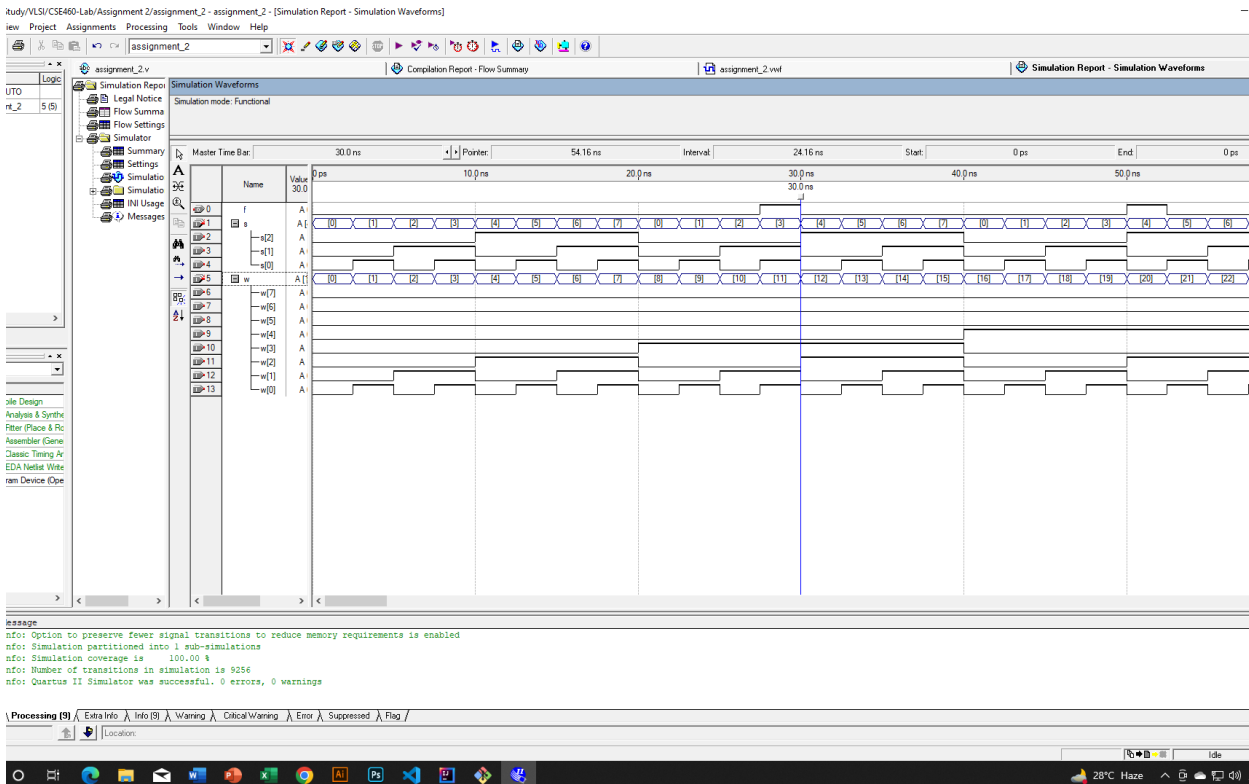 Study/VLSI/CSE460-Lab/Assignment 2/assignment_2 - assignment_2 - [Simulation Report - Simulation Waveforms]
iew Project Assignments Processing Tools Window Help
assignment_2
assignment_2.v
Compilation Report - Flow Summary
assignment_2.vwf
Simulation Report - Simulation Waveforms
Logic
UTO
nt_2 5 (5)
Simulation Repor
Legal Notice
Flow Summa
Flow Settings
Simulator
Summary
Settings
Simulatio
Simulatio
INI Usage
Messages
Simulation Waveforms
Simulation mode: Functional
Master Time Bar: 30.0 ns Pointer: 54.16 ns Interval: 24.16 ns Start: 0 ps End: 0 ps
Name Value 30.0
0 ps 10.0 ns 20.0 ns 30.0 ns 40.0 ns 50.0 ns
30.0 ns
0 f A
1 s A [ [0] [1] [2] [3] [4] [5] [6] [7] [0] [1] [2] [3] [4] [5] [6] [7] [0] [1] [2] [3] [4] [5] [6]
2 s[2] A
3 s[1] A
4 s[0] A
5 w A [1 [0] [1] [2] [3] [4] [5] [6] [7] [8] [9] [10] [11] [12] [13] [14] [15] [16] [17] [18] [19] [20] [21] [22]
6 w[7] A
7 w[6] A
8 w[5] A
9 w[4] A
10 w[3] A
11 w[2] A
12 w[1] A
13 w[0] A
pile Design
Analysis & Synthe
Fitter (Place & Ro
Assembler (Gene
Classic Timing Ar
EDA Netlist Write
ram Device (Ope
essage
nfo: Option to preserve fewer signal transitions to reduce memory requirements is enabled
nfo: Simulation partitioned into 1 sub-simulations
nfo: Simulation coverage is 100.00 %
nfo: Number of transitions in simulation is 9256
nfo: Quartus II Simulator was successful. 0 errors, 0 warnings
Processing (9) Extra Info Info (9) Warning Critical Warning Error Suppressed Flag
Location:
Idle
28°C Haze